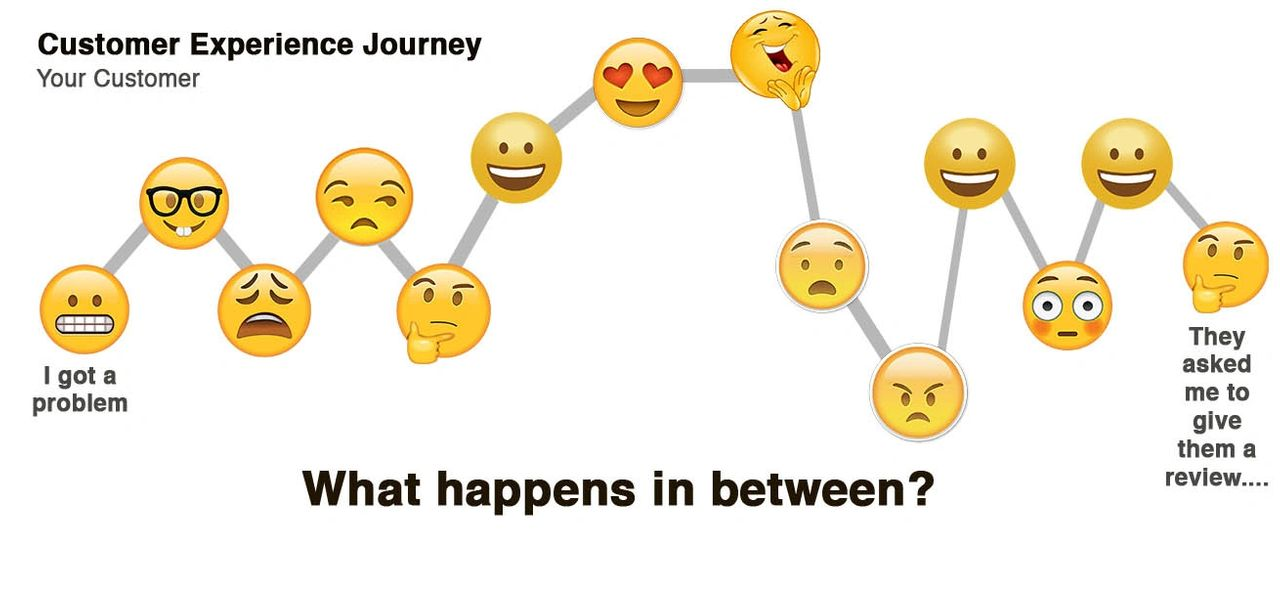 Customer Experience Journey
Your Customer
I got a
problem
They
asked
me to
give
them a
review....
What happens in between?